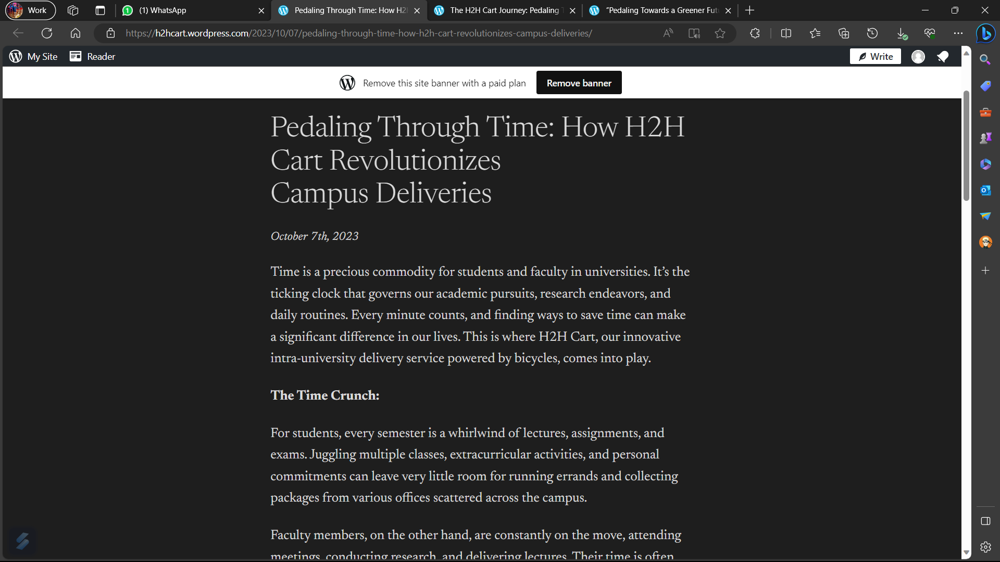 Work
(1) WhatsApp
Pedaling Through Time: How H2
The H2H Cart Journey: Pedaling
"Pedaling Towards a Greener Fut
https://h2hcart.wordpress.com/2023/10/07/pedaling-through-time-how-h2h-cart-revolutionizes-campus-deliveries/
My Site
Reader
Write
Remove this site banner with a paid plan
Remove banner
Pedaling Through Time: How H2H
Cart Revolutionizes
Campus Deliveries
October 7th, 2023
Time is a precious commodity for students and faculty in universities. It’s the
ticking clock that governs our academic pursuits, research endeavors, and
daily routines. Every minute counts, and finding ways to save time can make
a significant difference in our lives. This is where H2H Cart, our innovative
intra-university delivery service powered by bicycles, comes into play.
The Time Crunch:
For students, every semester is a whirlwind of lectures, assignments, and
exams. Juggling multiple classes, extracurricular activities, and personal
commitments can leave very little room for running errands and collecting
packages from various offices scattered across the campus.
Faculty members, on the other hand, are constantly on the move, attending
meetings, conducting research, and delivering lectures. Their time is often